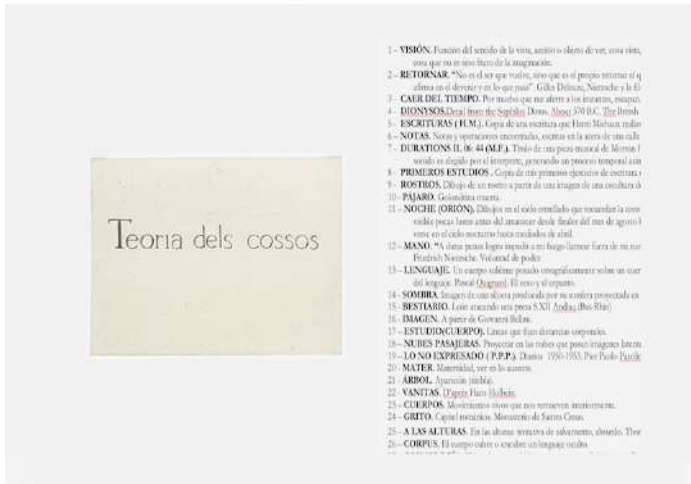 Teoria dels cossos
1 – VISIÓN. Función del sentido de la vista, acción o efecto de ver, cosa vista,
cosa que no es sino fruto de la imaginación.
2 – RETORNAR. “No es el ser que vuelve, sino que es el propio retornar el q
afirma en el devenir y en lo que pasa”. Gilles Deleuze, Nietzsche y la fil
3 – CAER DEL TIEMPO. Por mucho que me aferre a los instantes, escapan
4 – DIONYSOS.Detail from the Sophilos Dinos. About 570 B.C. The British
5 – ESCRITURAS ( H.M.). Copia de una escritura que Henri Michaux realizó
6 – NOTAS. Notas y operaciones encontradas, escritas en la acera de una calle
7 – DURATIONS II. 06: 44 (M.F.). Título de una pieza musical de Morton F
sonido es elegido por el intérprete, generando un proceso temporal
8 – PRIMEROS ESTUDIOS . Copia de mis primeros ejercicios de escritura
9 – ROSTROS. Dibujo de un rostro a partir de una imagen de una escultura d
10 – PÁJARO. Golondrina muerta.
11 – NOCHE (ORIÓN). Dibujos en el cielo estrellado que recuerdan la
visible pocas horas antes del amanecer desde finales del mes de agosto
verse en el cielo nocturno hasta mediados de abril.
12 – MANO. “A duras penas logro impedir a mi fuego llamear fuera de mi
Friedrich Nietzsche. Voluntad de poder.
13 – LENGUAJE. Un cuerpo sublime posado sobre un
del lenguaje. Pascal Quignard. El sexo y el espanto.
14 – SOMBRA. Imagen de una silueta producida por su sombra proyectada en
15 – BESTIARIO. León atacando una presa S.XII Andlau.(Bas-Rhin)
16 – IMAGEN. A partir de Giovanni Bellini.
17 – ESTUDIO(CUERPO). Líneas que fijan distancias corporales.
18 – NUBES PASAJERAS. Proyectar en las nubes que pasan imágenes
19 – LO NO EXPRESADO ( P.P.P.). Diarios 1950-1953. Pier Paolo
20 – MATER. Maternidad, ver en lo
21 – ÁRBOL. Aparición (niebla).
22 – VANITAS. D’après Hans Holbein.
23 – CUERPOS. Movimientos vivos que nos remueven interiormente.
24 – GRITO. Capitel románico. Monasterio de Santes Creus.
25 – A LAS ALTURAS. En las alturas tentativa de salvamento, absurdo.
26 – CORPUS. El cuerpo cubre o encubre un lenguaje oculto.